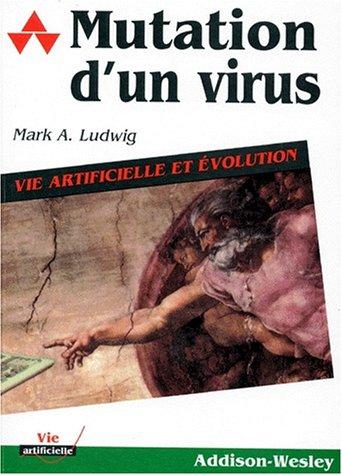 Mutation
d'un virus
Mark A. Ludwig
VIE ARTIFICIELLE ET ÉVOLUTION
Vie
artificielle
Addison-Wesley